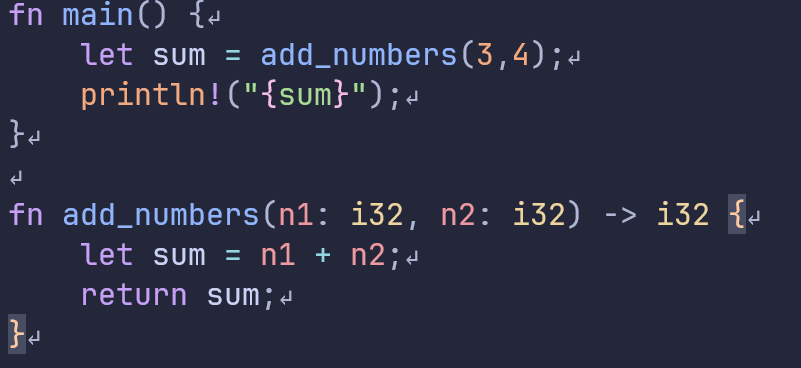 fn main() {↲
    let sum = add_numbers(3,4);↲
    println!("{sum}");↲
}↲
↲
fn add_numbers(n1: i32, n2: i32) -> i32 {↲
    let sum = n1 + n2;↲
    return sum;↲
}↲